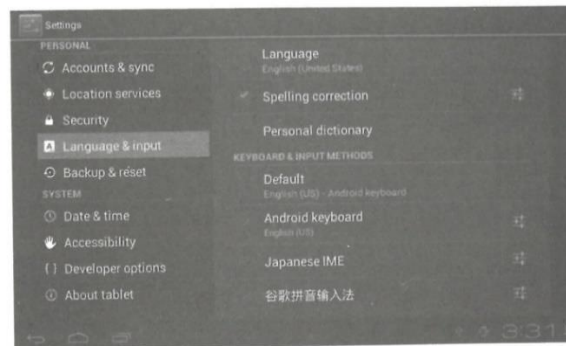 Settings
PERSONAL
Accounts & sync
Location services
Security
Language & input
Backup & reset
SYSTEM
Date & time
Accessibility
{ } Developer options
About tablet
Language
English (United States)
Spelling correction
Personal dictionary
KEYBOARD & INPUT METHODS
Default
English (US) - Android keyboard
Android keyboard
English (US)
Japanese IME
谷歌拼音输入法
3:31